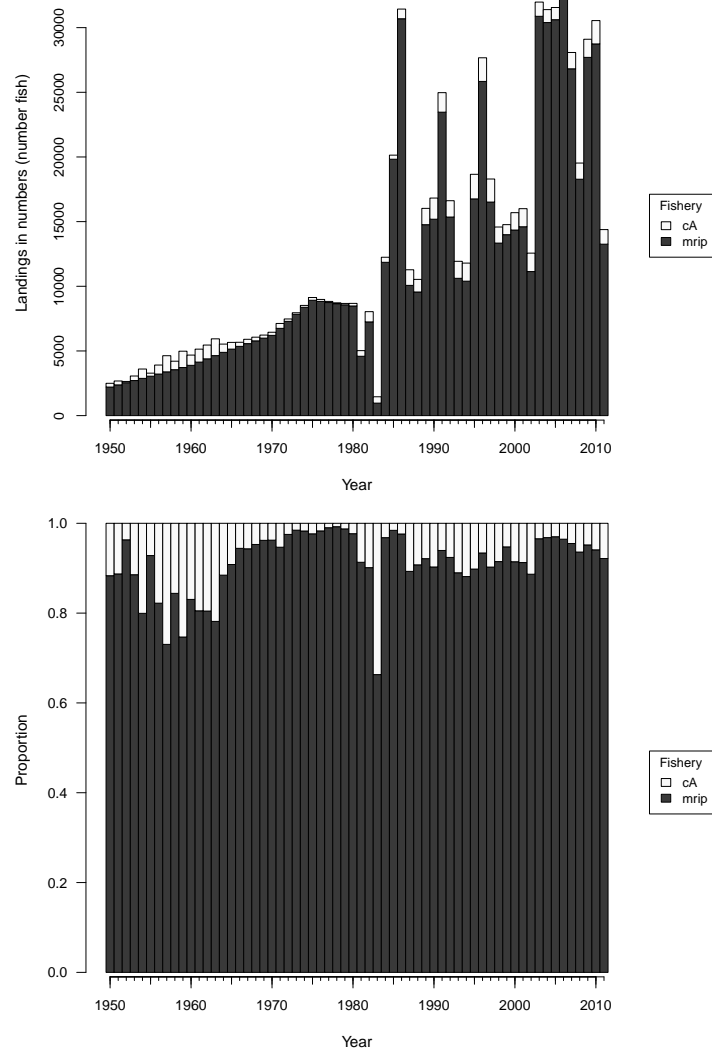 Landings in numbers (number fish)
30000
25000
20000
15000
10000
5000
0
1950 1960 1970 1980 1990 2000 2010
Year
Fishery
cA
mrip
Proportion
1.0
0.8
0.6
0.4
0.2
0.0
1950 1960 1970 1980 1990 2000 2010
Year
Fishery
cA
mrip